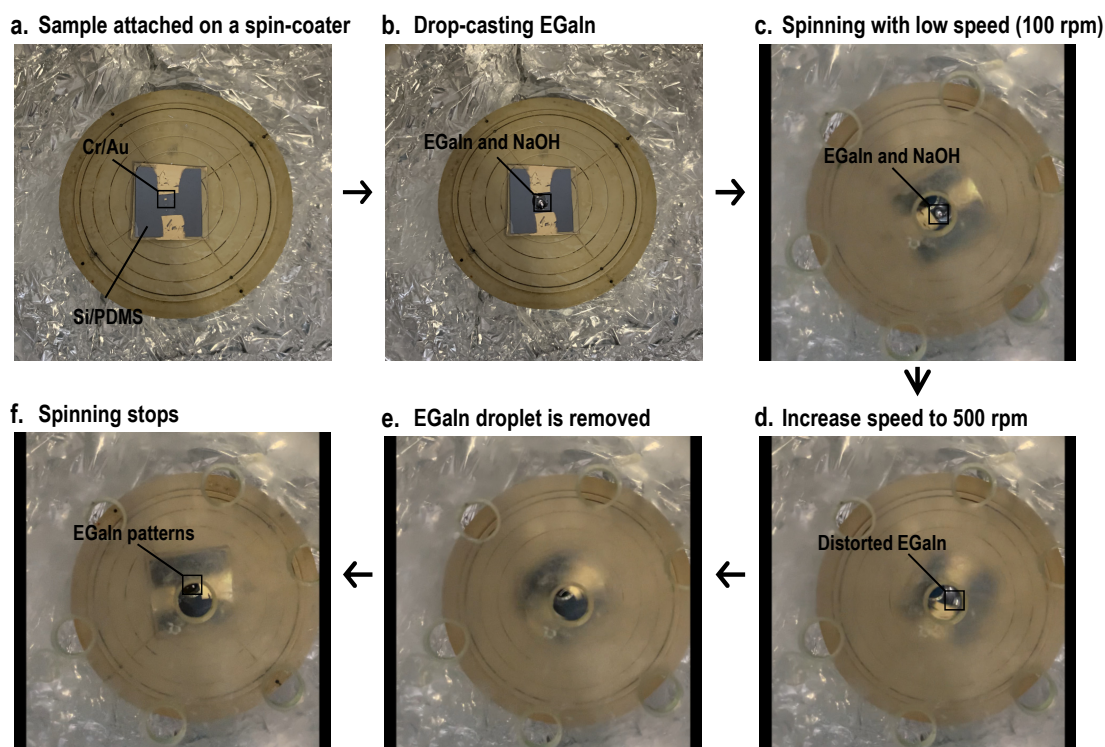 a. Sample attached on a spin-coater
b. Drop-casting EGaIn
c. Spinning with low speed (100 rpm)
Cr/Au
Si/PDMS
EGaIn and NaOH
EGaIn and NaOH
f. Spinning stops
e. EGaIn droplet is removed
d. Increase speed to 500 rpm
EGaIn patterns
Distorted EGaIn